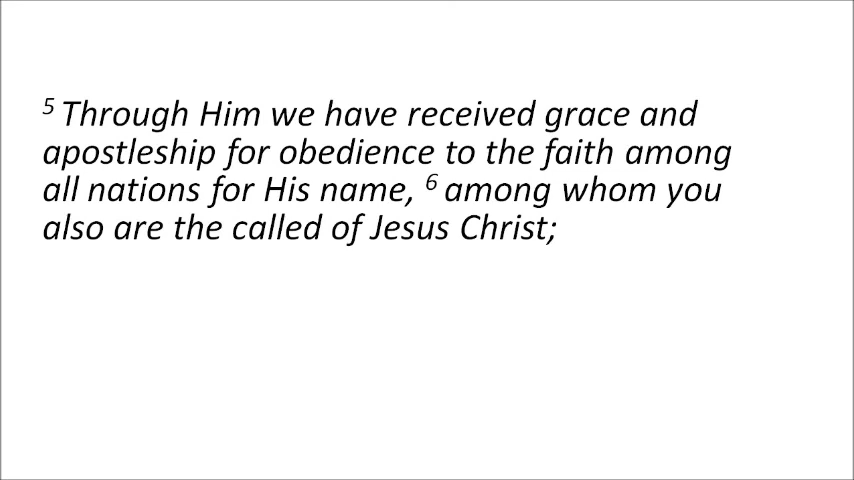 5 Through Him we have received grace and
apostleship for obedience to the faith among
all nations for His name, 6 among whom you
also are the called of Jesus Christ;